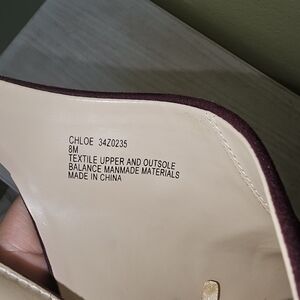 CHLOE 34Z0235
8M
TEXTILE UPPER AND OUTSOLE
BALANCE MANMADE MATERIALS
MADE IN CHINA